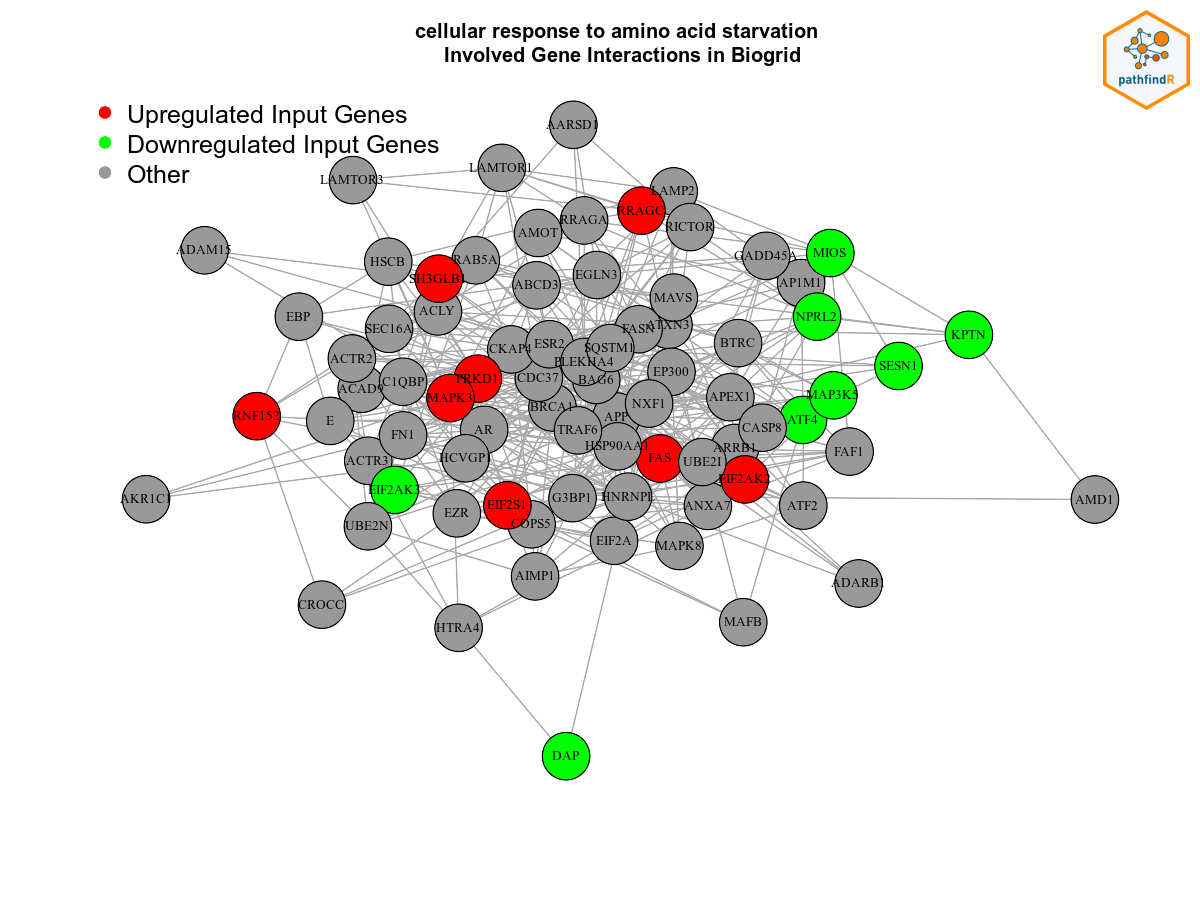 cellular response to amino acid starvation
Involved Gene Interactions in Biogrid
pathfindR
Upregulated Input Genes
Downregulated Input Genes
Other
AARSD1
LAMTOR1
LAMTOR3
LAMP2
RRAGC
RRAGA
RICTOR
AMOT
ADAM15
MIOS
GADD45A
HSCB
RAB5A
SH3GLB1
EGLN3
ABCD3
AP1M1
MAVS
ACLY
EBP
NPRL2
SEC16A
FASN
ATXN3
KPTN
BTRC
ESR2
SQSTM1
CKAP4
ACTR2
PLEKHA4
SESN1
EP300
CDC37
PRKD1
BAG6
C1QBP
ACAD9
MAP3K5
MAPK3
APEX1
NXF1
BRCA1
RNF152
APP
E
ATF4
CASP8
AR
TRAF6
FN1
HSP90AA1
ARRB1
FAF1
HCVGP1
FAS
ACTR3
UBE2I
EIF2AK2
EIF2AK3
HNRNPL
G3BP1
AKR1C1
AMD1
EIF2S1
ANXA7
ATF2
EZR
COPS5
UBE2N
EIF2A
MAPK8
AIMP1
ADARB1
CROCC
MAFB
HTRA4
DAP